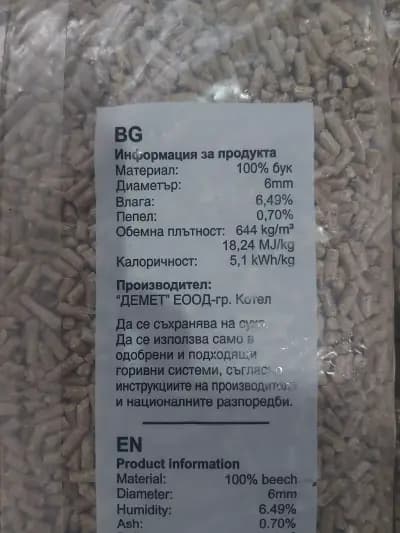 BG
Информация за продукта
Материал: 100% бук
Диаметър: 6mm
Влага: 6,49%
Пепел: 0,70%
Обемна плътност: 644 kg/m³
18,24 MJ/kg
Калоричност: 5,1 kWh/kg
Производител:
"ДЕМЕТ" ЕООД-гр. Котел
Да се съхранява на сухо.
Да се използва само в
одобрени и подходящи
горивни системи, съгласно
инструкциите на производителя
и националните разпоредби.
EN
Product information
Material: 100% beech
Diameter: 6mm
Humidity: 6.49%
Ash: 0.70%